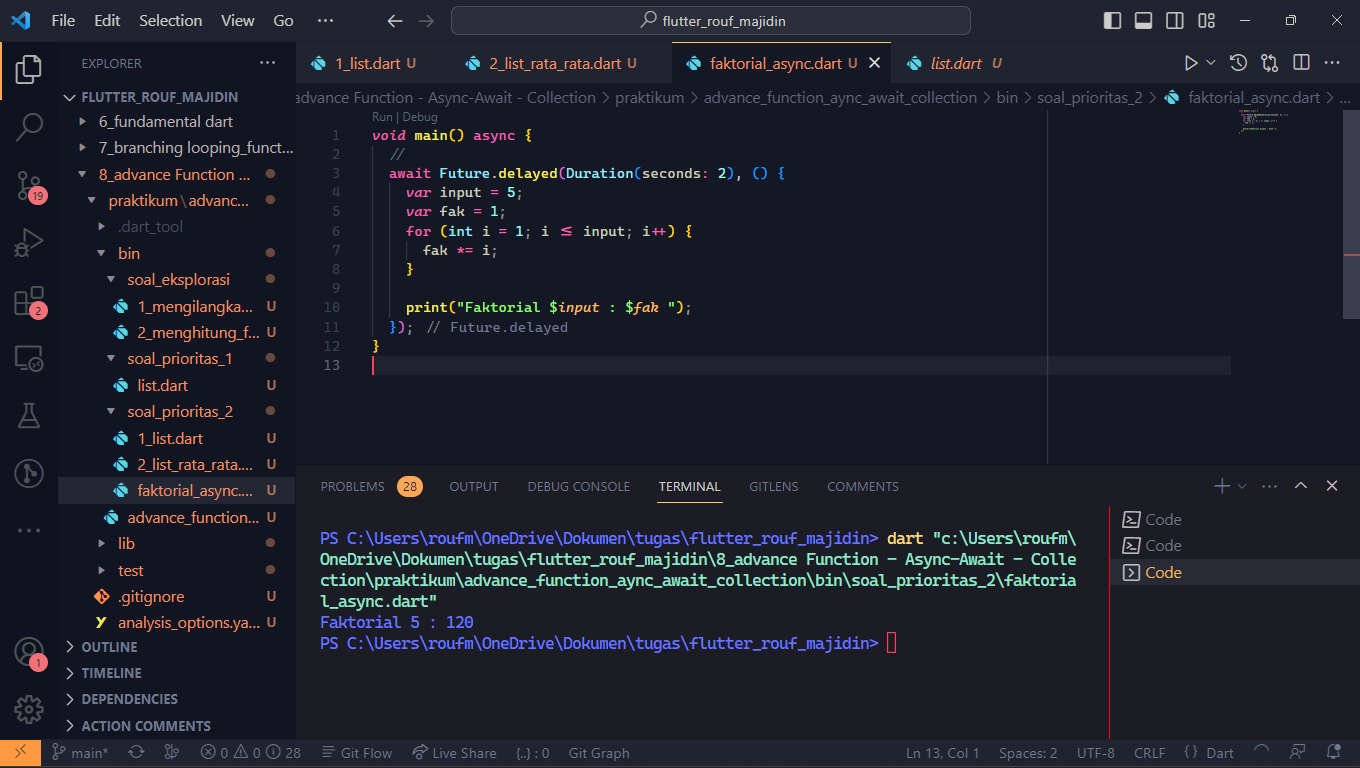 File Edit Selection View Go ··· flutter_rouf_majidin
EXPLORER ···
FLUTTER_ROUF_MAJIDIN
6_fundamental dart
7_branching looping_funct...
8_advance Function ...
praktikum\advanc...
.dart_tool
bin
soal_eksplorasi
1_mengilangka... U
2_menghitung_f... U
soal_prioritas_1
list.dart U
soal_prioritas_2
1_list.dart U
2_list_rata_rata.... U
faktorial_async.... U
advance_function... U
lib
test
.gitignore U
analysis_options.ya... U
OUTLINE
TIMELINE
DEPENDENCIES
ACTION COMMENTS
1_list.dart U 2_list_rata_rata.dart U faktorial_async.dart U list.dart U
advance Function - Async-Await - Collection > praktikum > advance_function_aync_await_collection > bin > soal_prioritas_2 > faktorial_async.dart > ...
Run | Debug
1 void main() async {
2 //
3 await Future.delayed(Duration(seconds: 2), () {
4 var input = 5;
5 var fak = 1;
6 for (int i = 1; i ≤ input; i++) {
7 fak *= i;
8 }
9
10 print("Faktorial $input : $fak ");
11 }); // Future.delayed
12 }
13
PROBLEMS 28 OUTPUT DEBUG CONSOLE TERMINAL GITLENS COMMENTS
PS C:\Users\roufm\OneDrive\Dokumen\tugas\flutter_rouf_majidin> dart "c:\Users\roufm\
OneDrive\Dokumen\tugas\flutter_rouf_majidin\8_advance Function - Async-Await - Colle
ction\praktikum\advance_function_aync_await_collection\bin\soal_prioritas_2\faktoria
l_async.dart"
Faktorial 5 : 120
PS C:\Users\roufm\OneDrive\Dokumen\tugas\flutter_rouf_majidin>
Code
Code
Code
19
2
1
main* 0 0 28 Git Flow Live Share {..} : 0 Git Graph Ln 13, Col 1 Spaces: 2 UTF-8 CRLF {} Dart